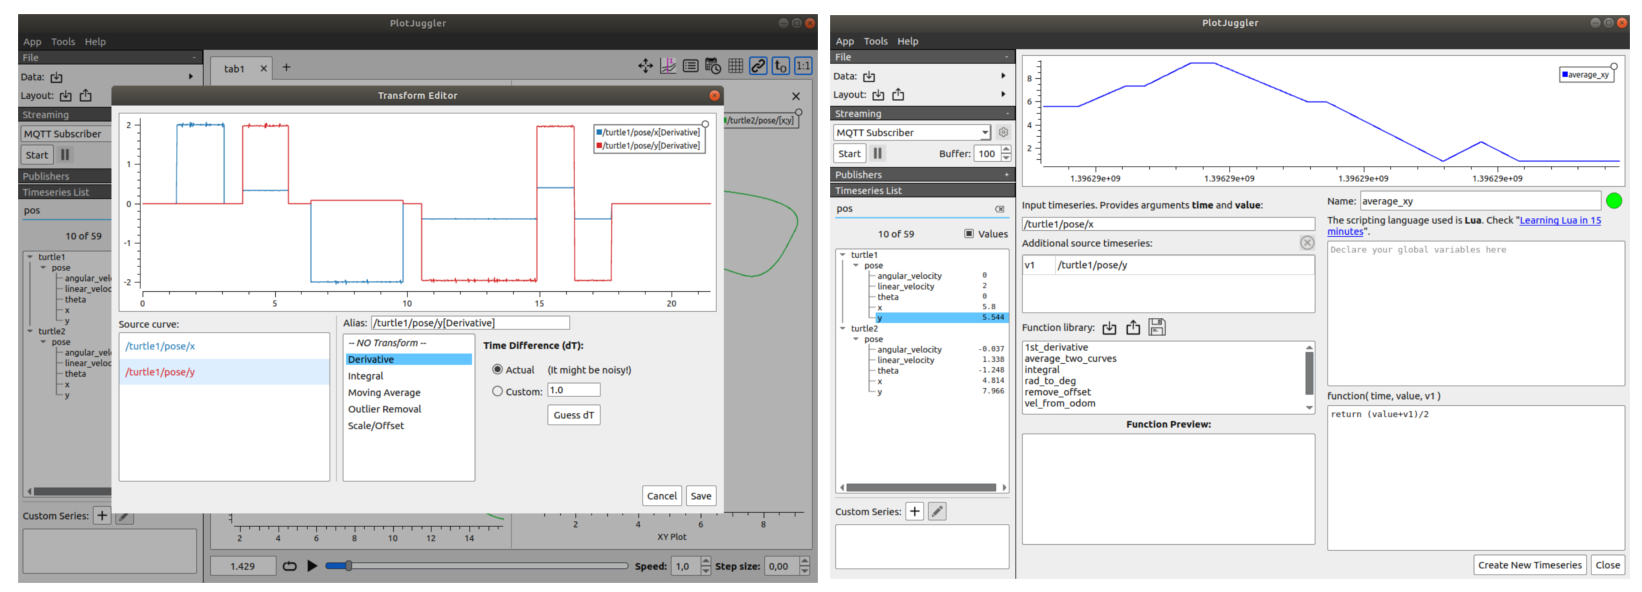 PlotJuggler
App Tools Help
File -
Data:
Layout:
Streaming
MQTT Subscriber
Start
Publishers
Timeseries List
pos
10 of 59
turtle1
pose
angular_vel
linear_veloc
theta
x
y
turtle2
pose
angular_vel
linear_veloc
theta
x
y
Custom Series: +
tab1 × +
t0 1:1
/turtle2/pose/[x;y]
Transform Editor
2
1
0
-1
-2
0 5 10 15 20
/turtle1/pose/x[Derivative]
/turtle1/pose/y[Derivative]
Source curve:
/turtle1/pose/x
/turtle1/pose/y
Alias: /turtle1/pose/y[Derivative]
-- NO Transform --
Derivative
Integral
Moving Average
Outlier Removal
Scale/Offset
Time Difference (dT):
Actual (It might be noisy!)
Custom: 1.0
Guess dT
Cancel Save
2 4 6 8 10 12 14
2 4 6 8
XY Plot
1.429
Speed: 1,0 Step size: 0,00
PlotJuggler
App Tools Help
File -
Data:
Layout:
Streaming -
MQTT Subscriber
Start Buffer: 100
Publishers +
Timeseries List
pos
10 of 59 Values
turtle1
pose
angular_velocity 0
linear_velocity 2
theta 0
x 5.8
y 5.544
turtle2
pose
angular_velocity -0.037
linear_velocity 1.338
theta -1.248
x 4.814
y 7.966
Custom Series: +
8
6
4
2
1.39629e+09 1.39629e+09 1.39629e+09 1.39629e+09
average_xy
Input timeseries. Provides arguments time and value:
/turtle1/pose/x
Additional source timeseries:
v1 /turtle1/pose/y
Function library:
1st_derivative
average_two_curves
integral
rad_to_deg
remove_offset
vel_from_odom
Function Preview:
Name: average_xy
The scripting language used is Lua. Check "Learning Lua in 15
minutes".
Declare your global variables here
function( time, value, v1 )
return (value+v1)/2
Create New Timeseries Close